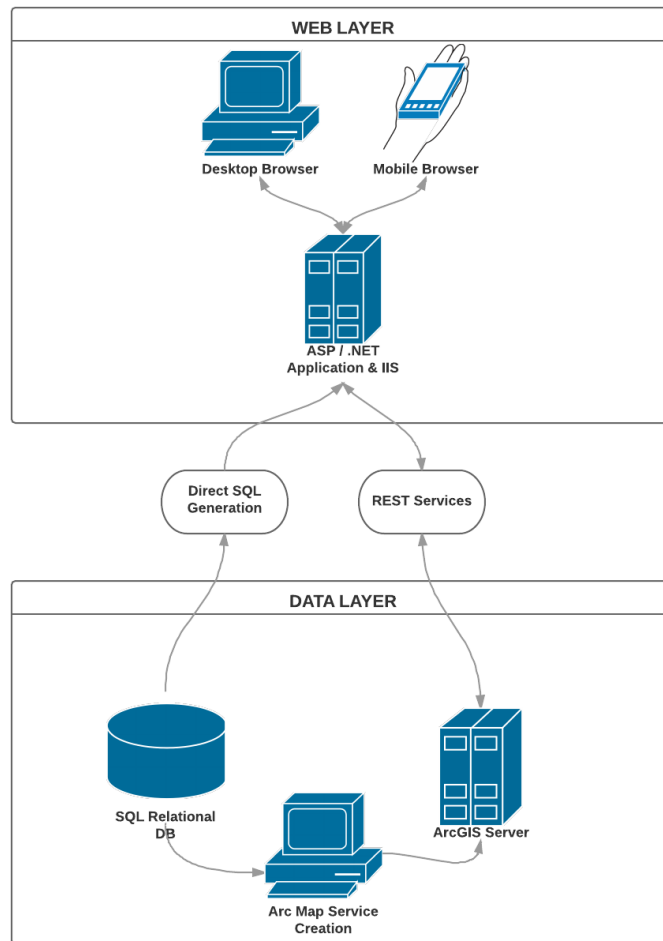 WEB LAYER
Desktop Browser
Mobile Browser
ASP / .NET
Application & IIS
Direct SQL
Generation
REST Services
DATA LAYER
SQL Relational
DB
ArcGIS Server
Arc Map Service
Creation